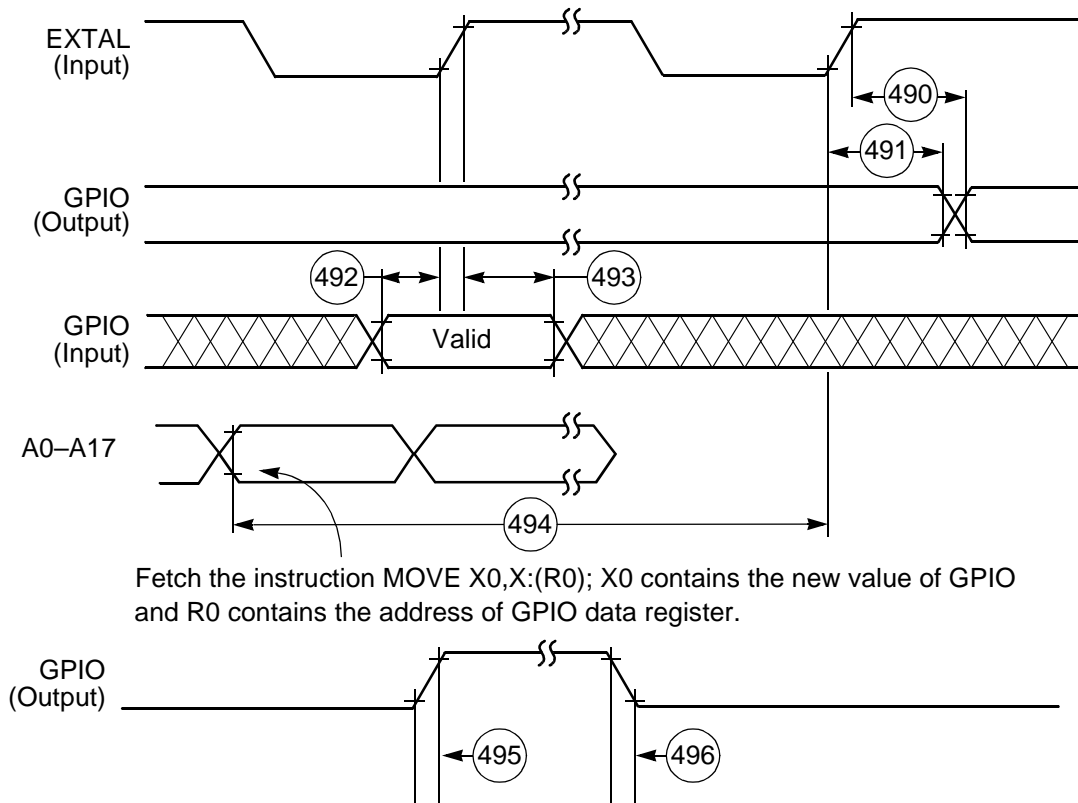 EXTAL
(Input)
490
491
GPIO
(Output)
492
493
GPIO
(Input)
Valid
A0–A17
494
Fetch the instruction MOVE X0,X:(R0); X0 contains the new value of GPIO
and R0 contains the address of GPIO data register.
GPIO
(Output)
495
496